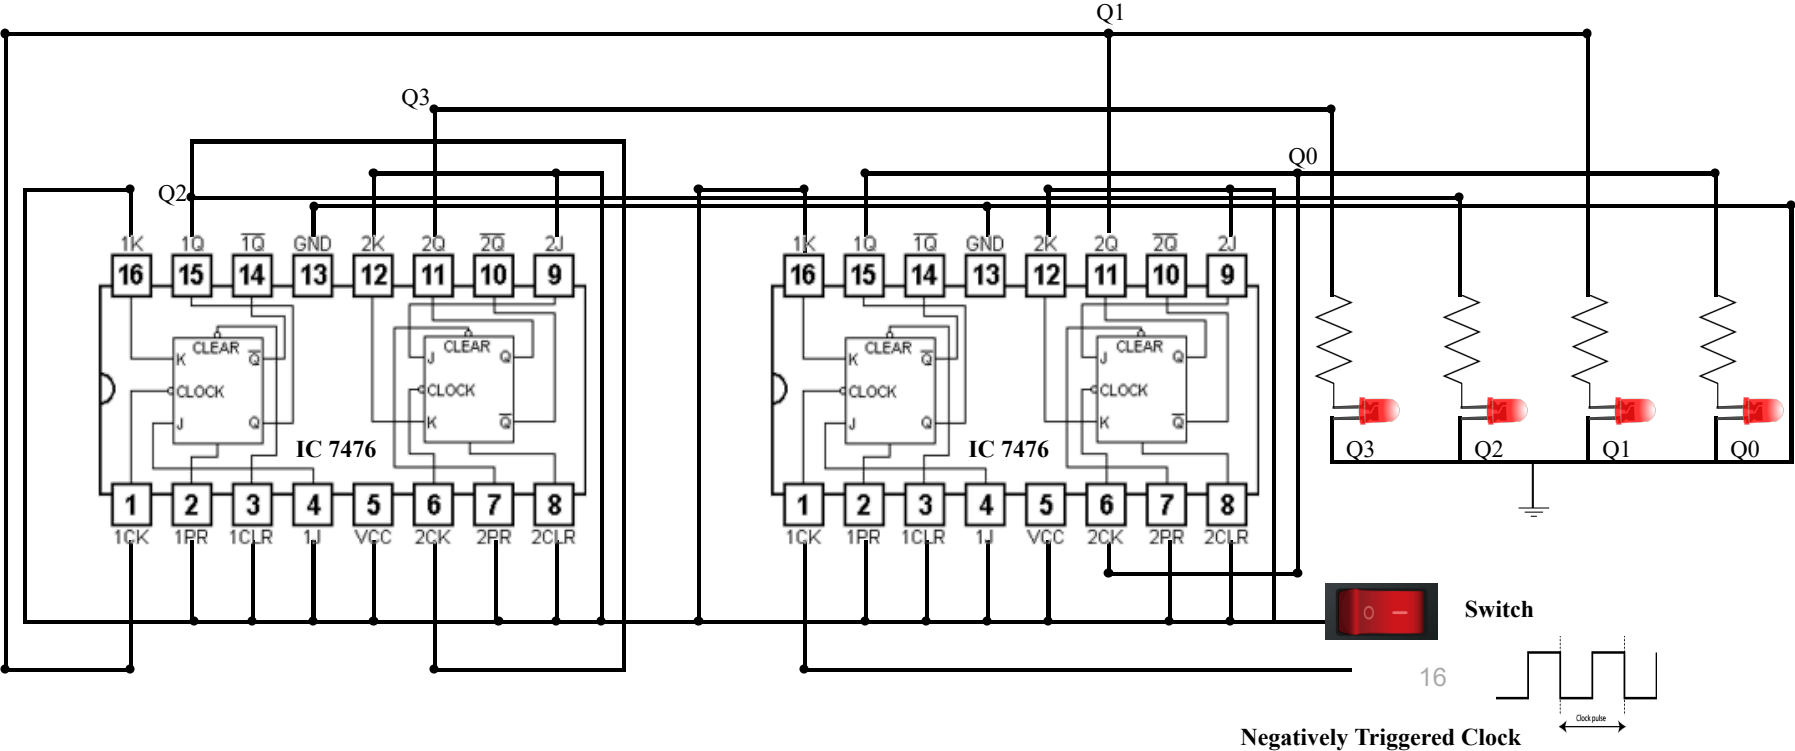 Q1
Q3
Q0
Q2
1K 1Q 1Q GND 2K 2Q 2Q 2J
16 15 14 13 12 11 10 9
K CLEAR Q
CLOCK
J Q
J CLEAR Q
CLOCK
K Q
IC 7476
1 2 3 4 5 6 7 8
1CK 1PR 1CLR 1J VCC 2CK 2PR 2CLR
1K 1Q 1Q GND 2K 2Q 2Q 2J
16 15 14 13 12 11 10 9
K CLEAR Q
CLOCK
J Q
J CLEAR Q
CLOCK
K Q
IC 7476
1 2 3 4 5 6 7 8
1CK 1PR 1CLR 1J VCC 2CK 2PR 2CLR
Q3 Q2 Q1 Q0
Switch
16
Clock pulse
Negatively Triggered Clock